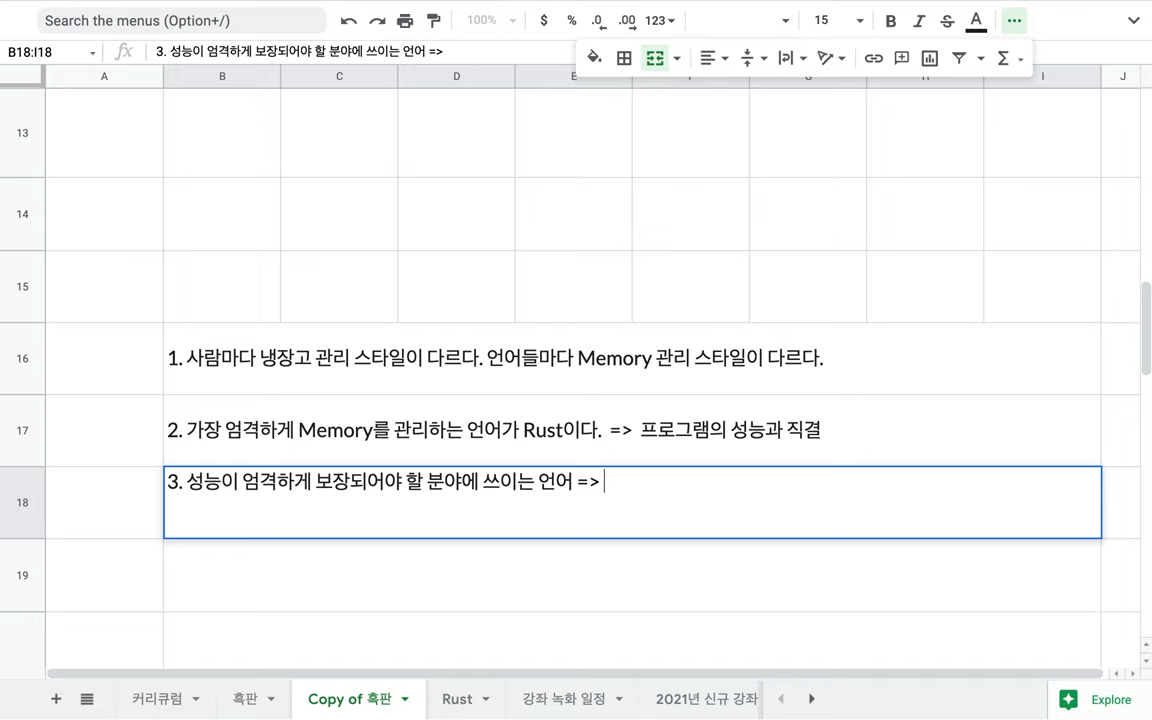 Search the menus (Option+/)
100%
$ % .0 .00 123
15
B I S A
B18:I18
fx 3. 성능이 엄격하게 보장되어야 할 분야에 쓰이는 언어 =>
A B C D E F G H I J
13
14
15
16 1. 사람마다 냉장고 관리 스타일이 다르다. 언어들마다 Memory 관리 스타일이 다르다.
17 2. 가장 엄격하게 Memory를 관리하는 언어가 Rust이다. => 프로그램의 성능과 직결
18 3. 성능이 엄격하게 보장되어야 할 분야에 쓰이는 언어 =>
19
커리큐럼 흑판 Copy of 흑판 Rust 강좌 녹화 일정 2021년 신규 강좌 Explore